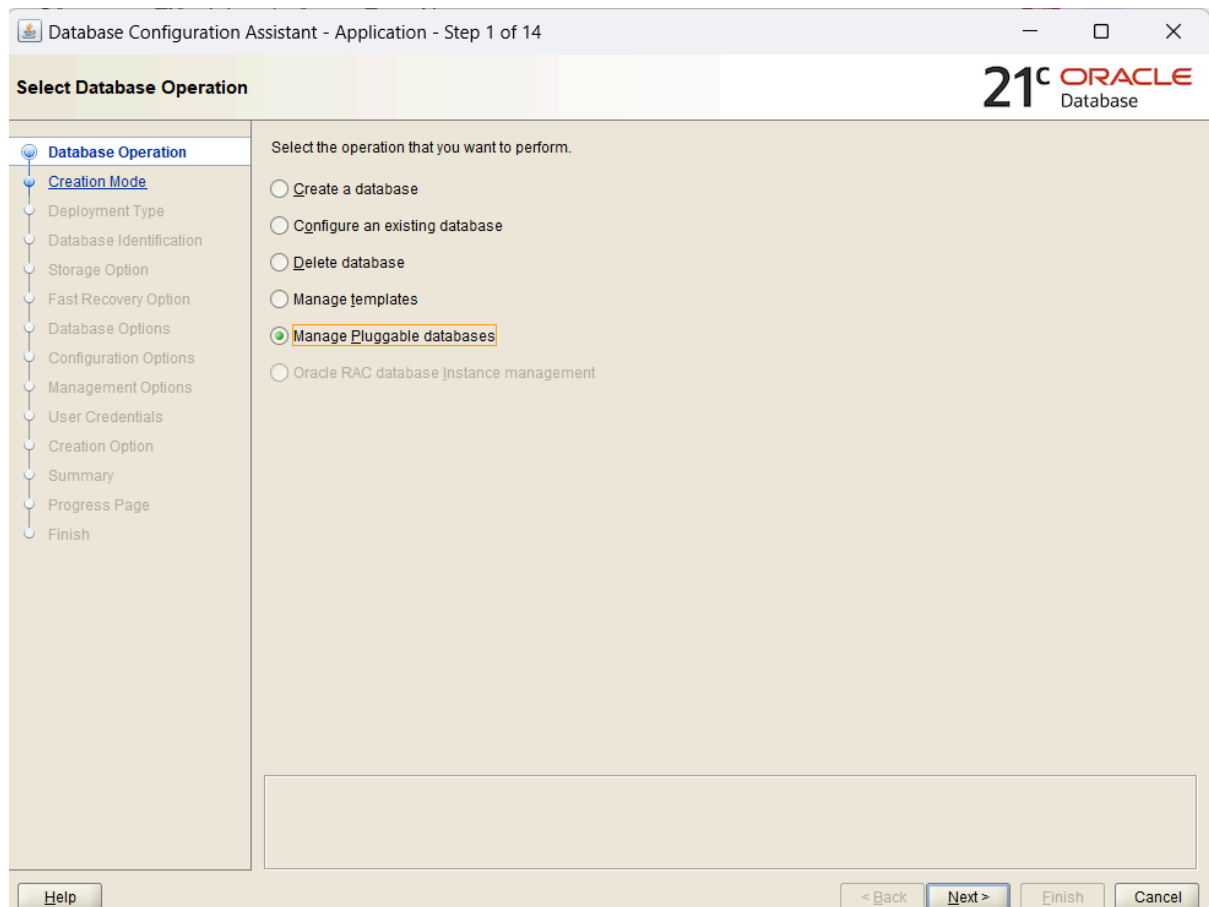 Database Configuration Assistant - Application - Step 1 of 14
Select Database Operation
21c ORACLE
Database
Database Operation
Creation Mode
Deployment Type
Database Identification
Storage Option
Fast Recovery Option
Database Options
Configuration Options
Management Options
User Credentials
Creation Option
Summary
Progress Page
Finish
Select the operation that you want to perform.
Create a database
Configure an existing database
Delete database
Manage templates
Manage Pluggable databases
Oracle RAC database Instance management
Help
< Back
Next >
Finish
Cancel